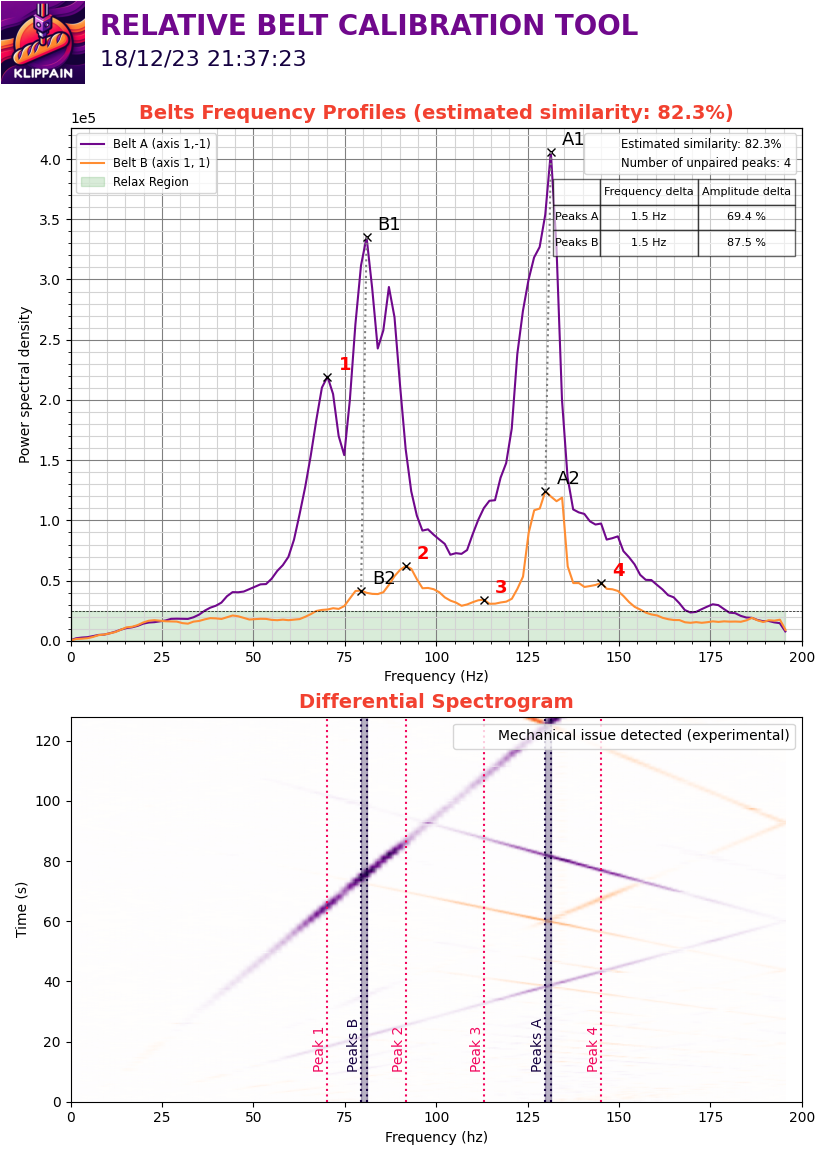 KLIPPAIN
RELATIVE BELT CALIBRATION TOOL
18/12/23 21:37:23
Belts Frequency Profiles (estimated similarity: 82.3%)
1e5
Belt A (axis 1,-1)
Belt B (axis 1, 1)
Relax Region
Estimated similarity: 82.3%
Number of unpaired peaks: 4
Frequency delta Amplitude delta
Peaks A 1.5 Hz 69.4 %
Peaks B 1.5 Hz 87.5 %
A1
B1
1
A2
2
B2
3
4
Power spectral density
4.0
3.5
3.0
2.5
2.0
1.5
1.0
0.5
0.0
0 25 50 75 100 125 150 175 200
Frequency (Hz)
Differential Spectrogram
Mechanical issue detected (experimental)
Time (s)
120
100
80
60
40
20
0
Peak 1
Peaks B
Peak 2
Peak 3
Peaks A
Peak 4
0 25 50 75 100 125 150 175 200
Frequency (hz)